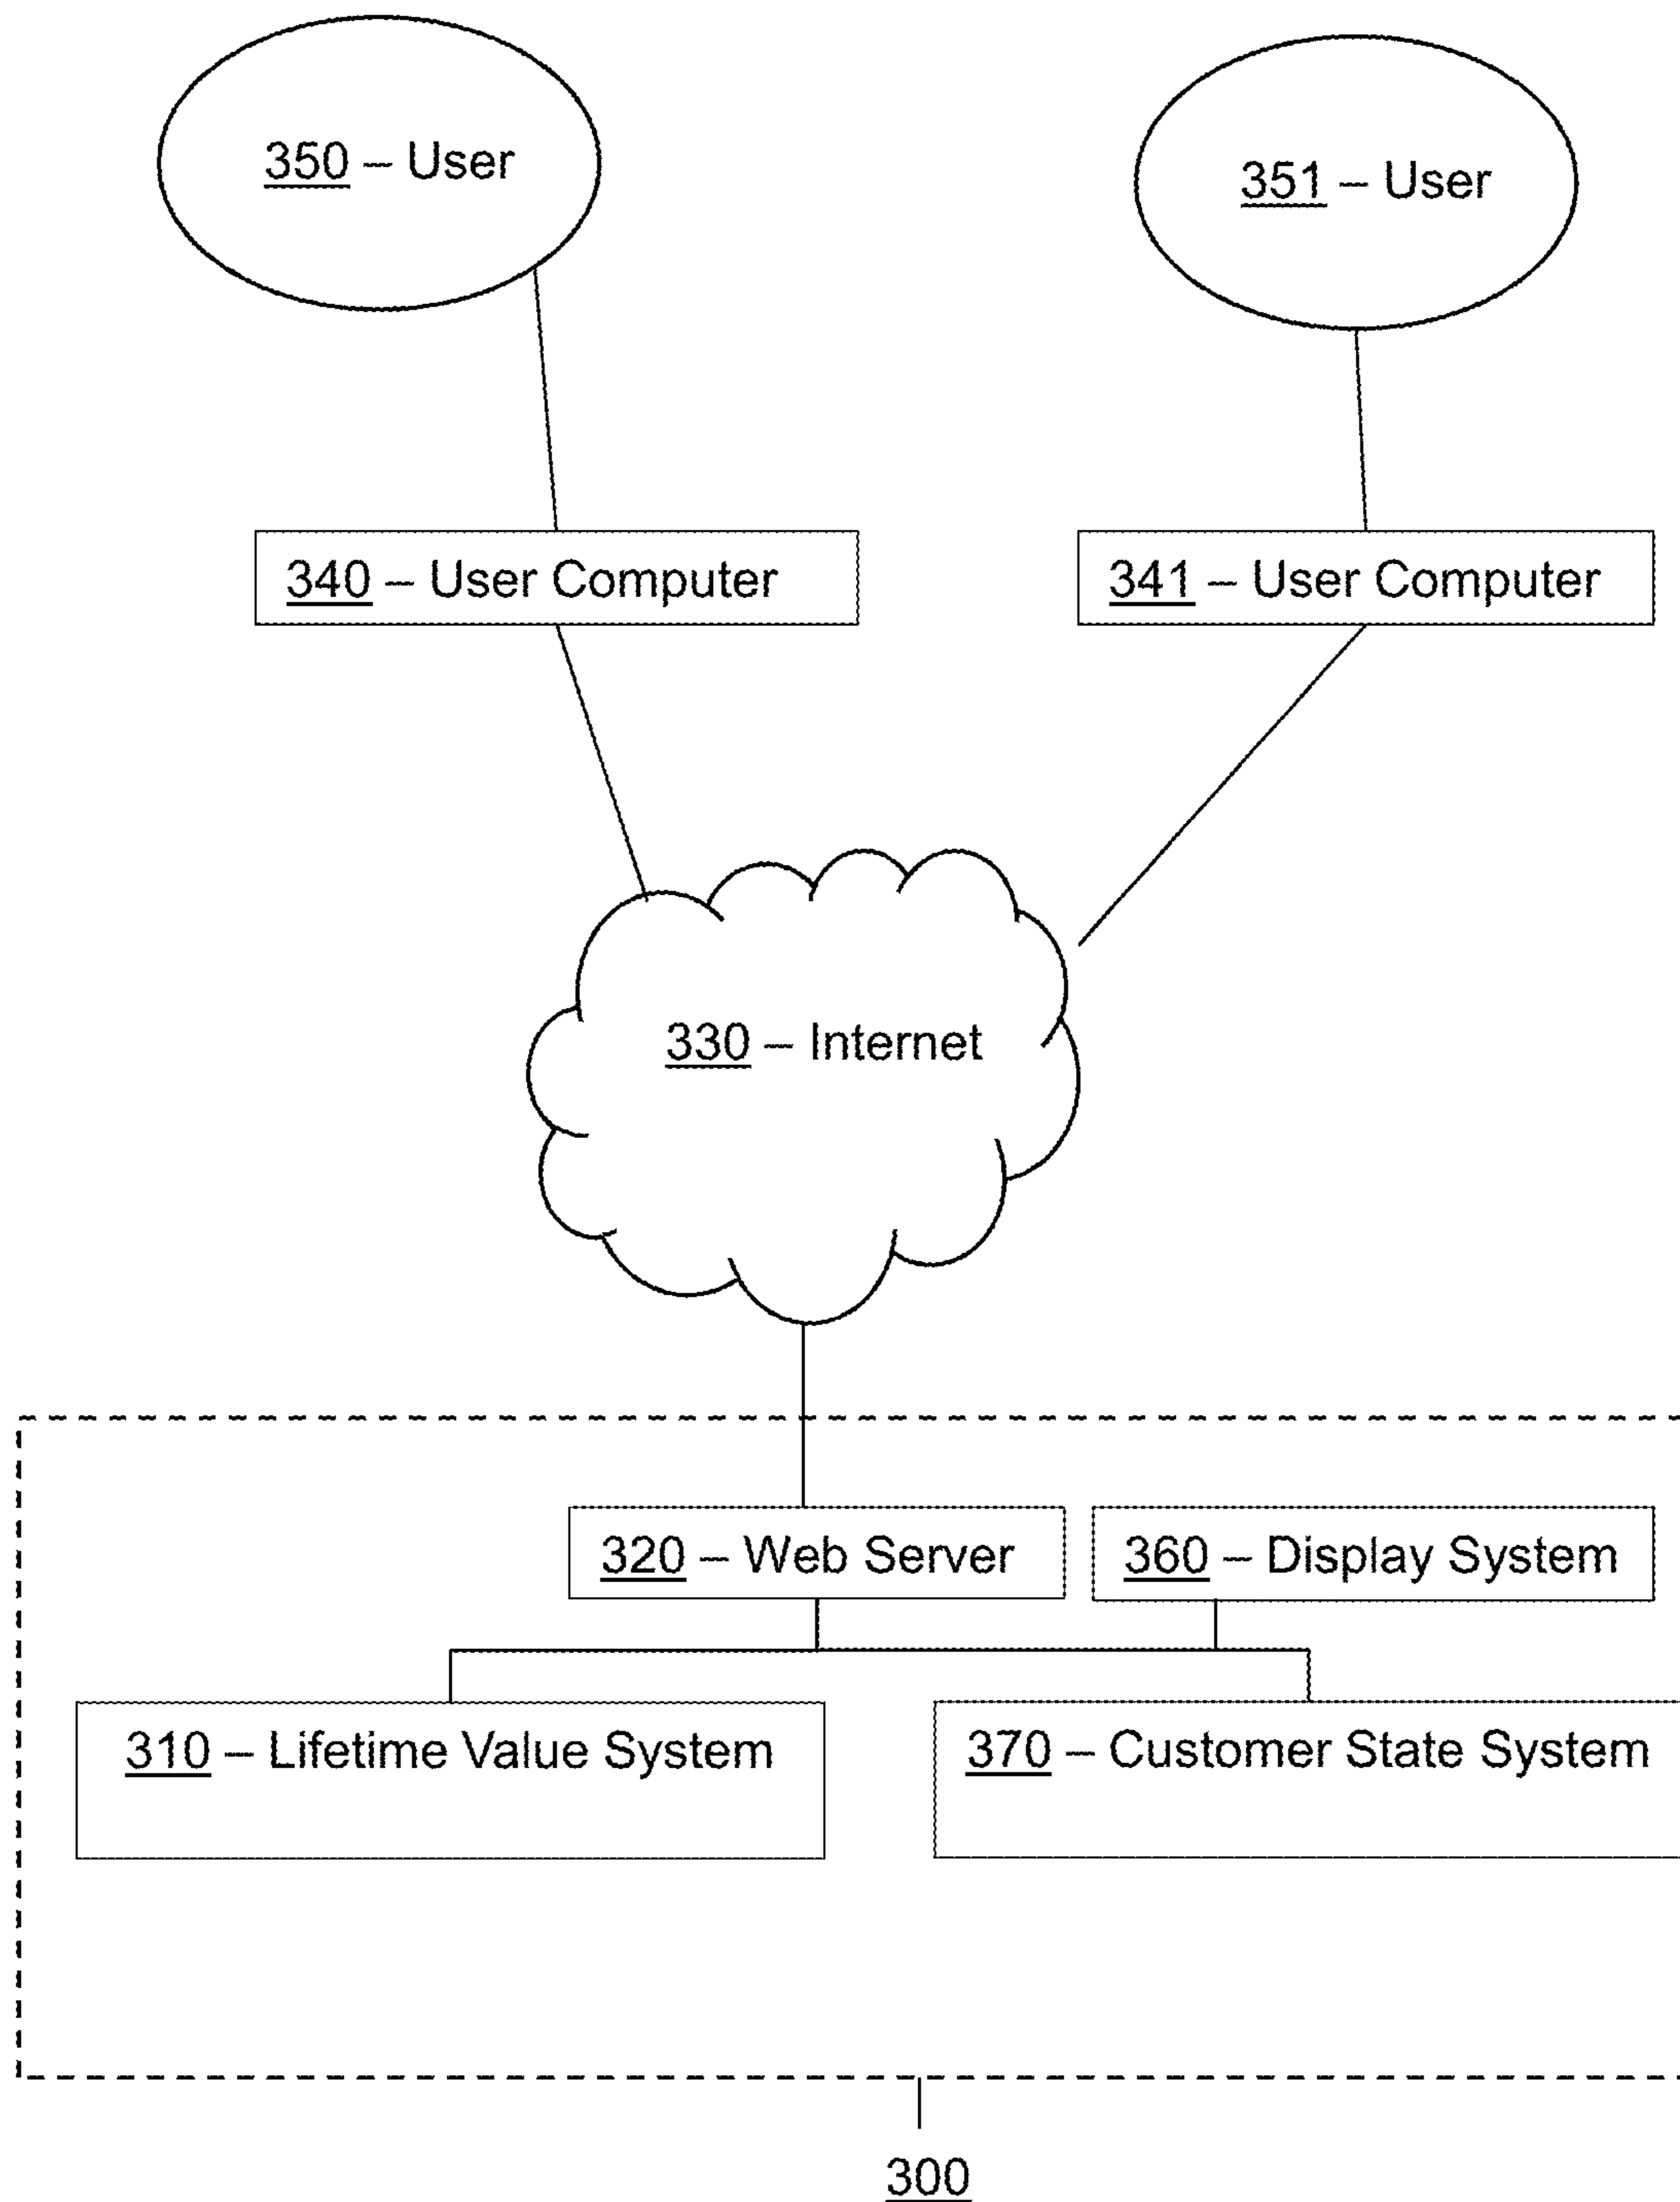 350 – User
351 – User
340 – User Computer
341 – User Computer
330 – Internet
320 – Web Server
360 – Display System
310 – Lifetime Value System
370 – Customer State System
300